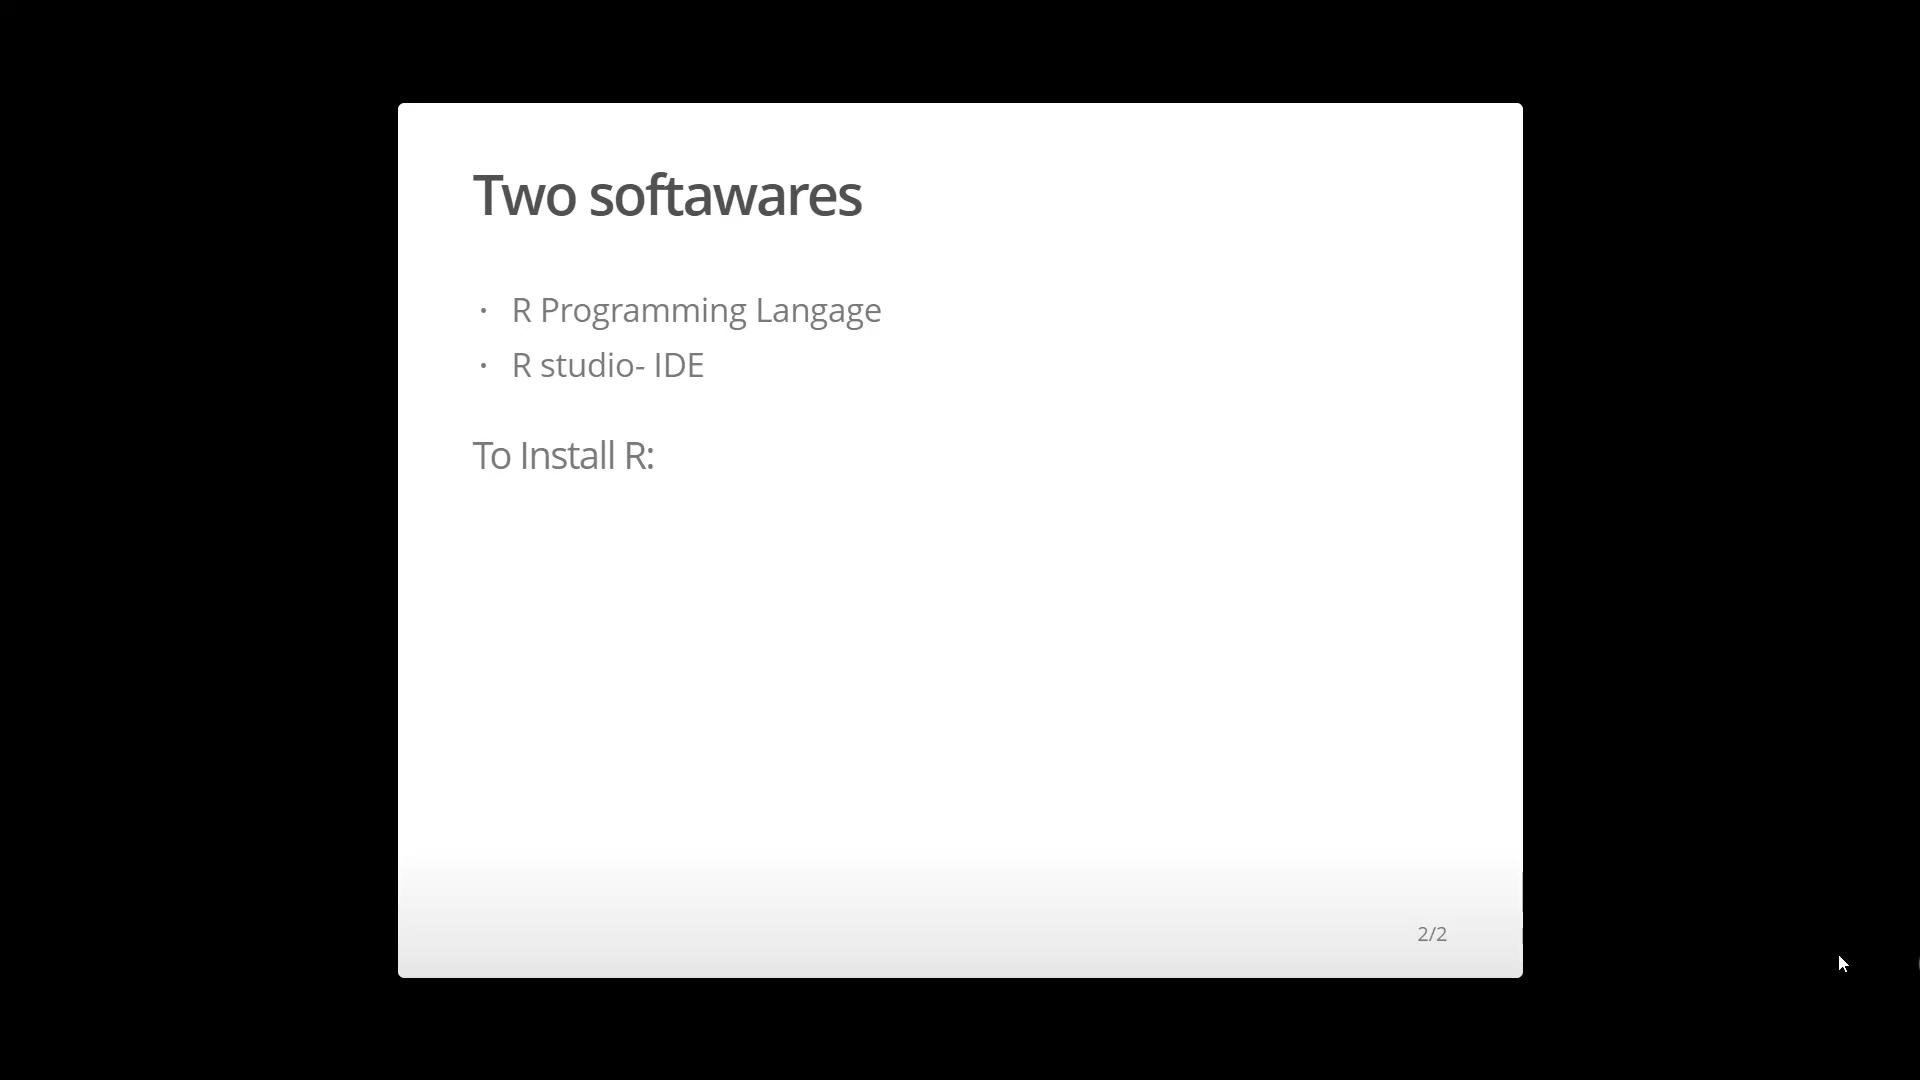 Two softawares
· R Programming Langage
· R studio- IDE
To Install R:
2/2